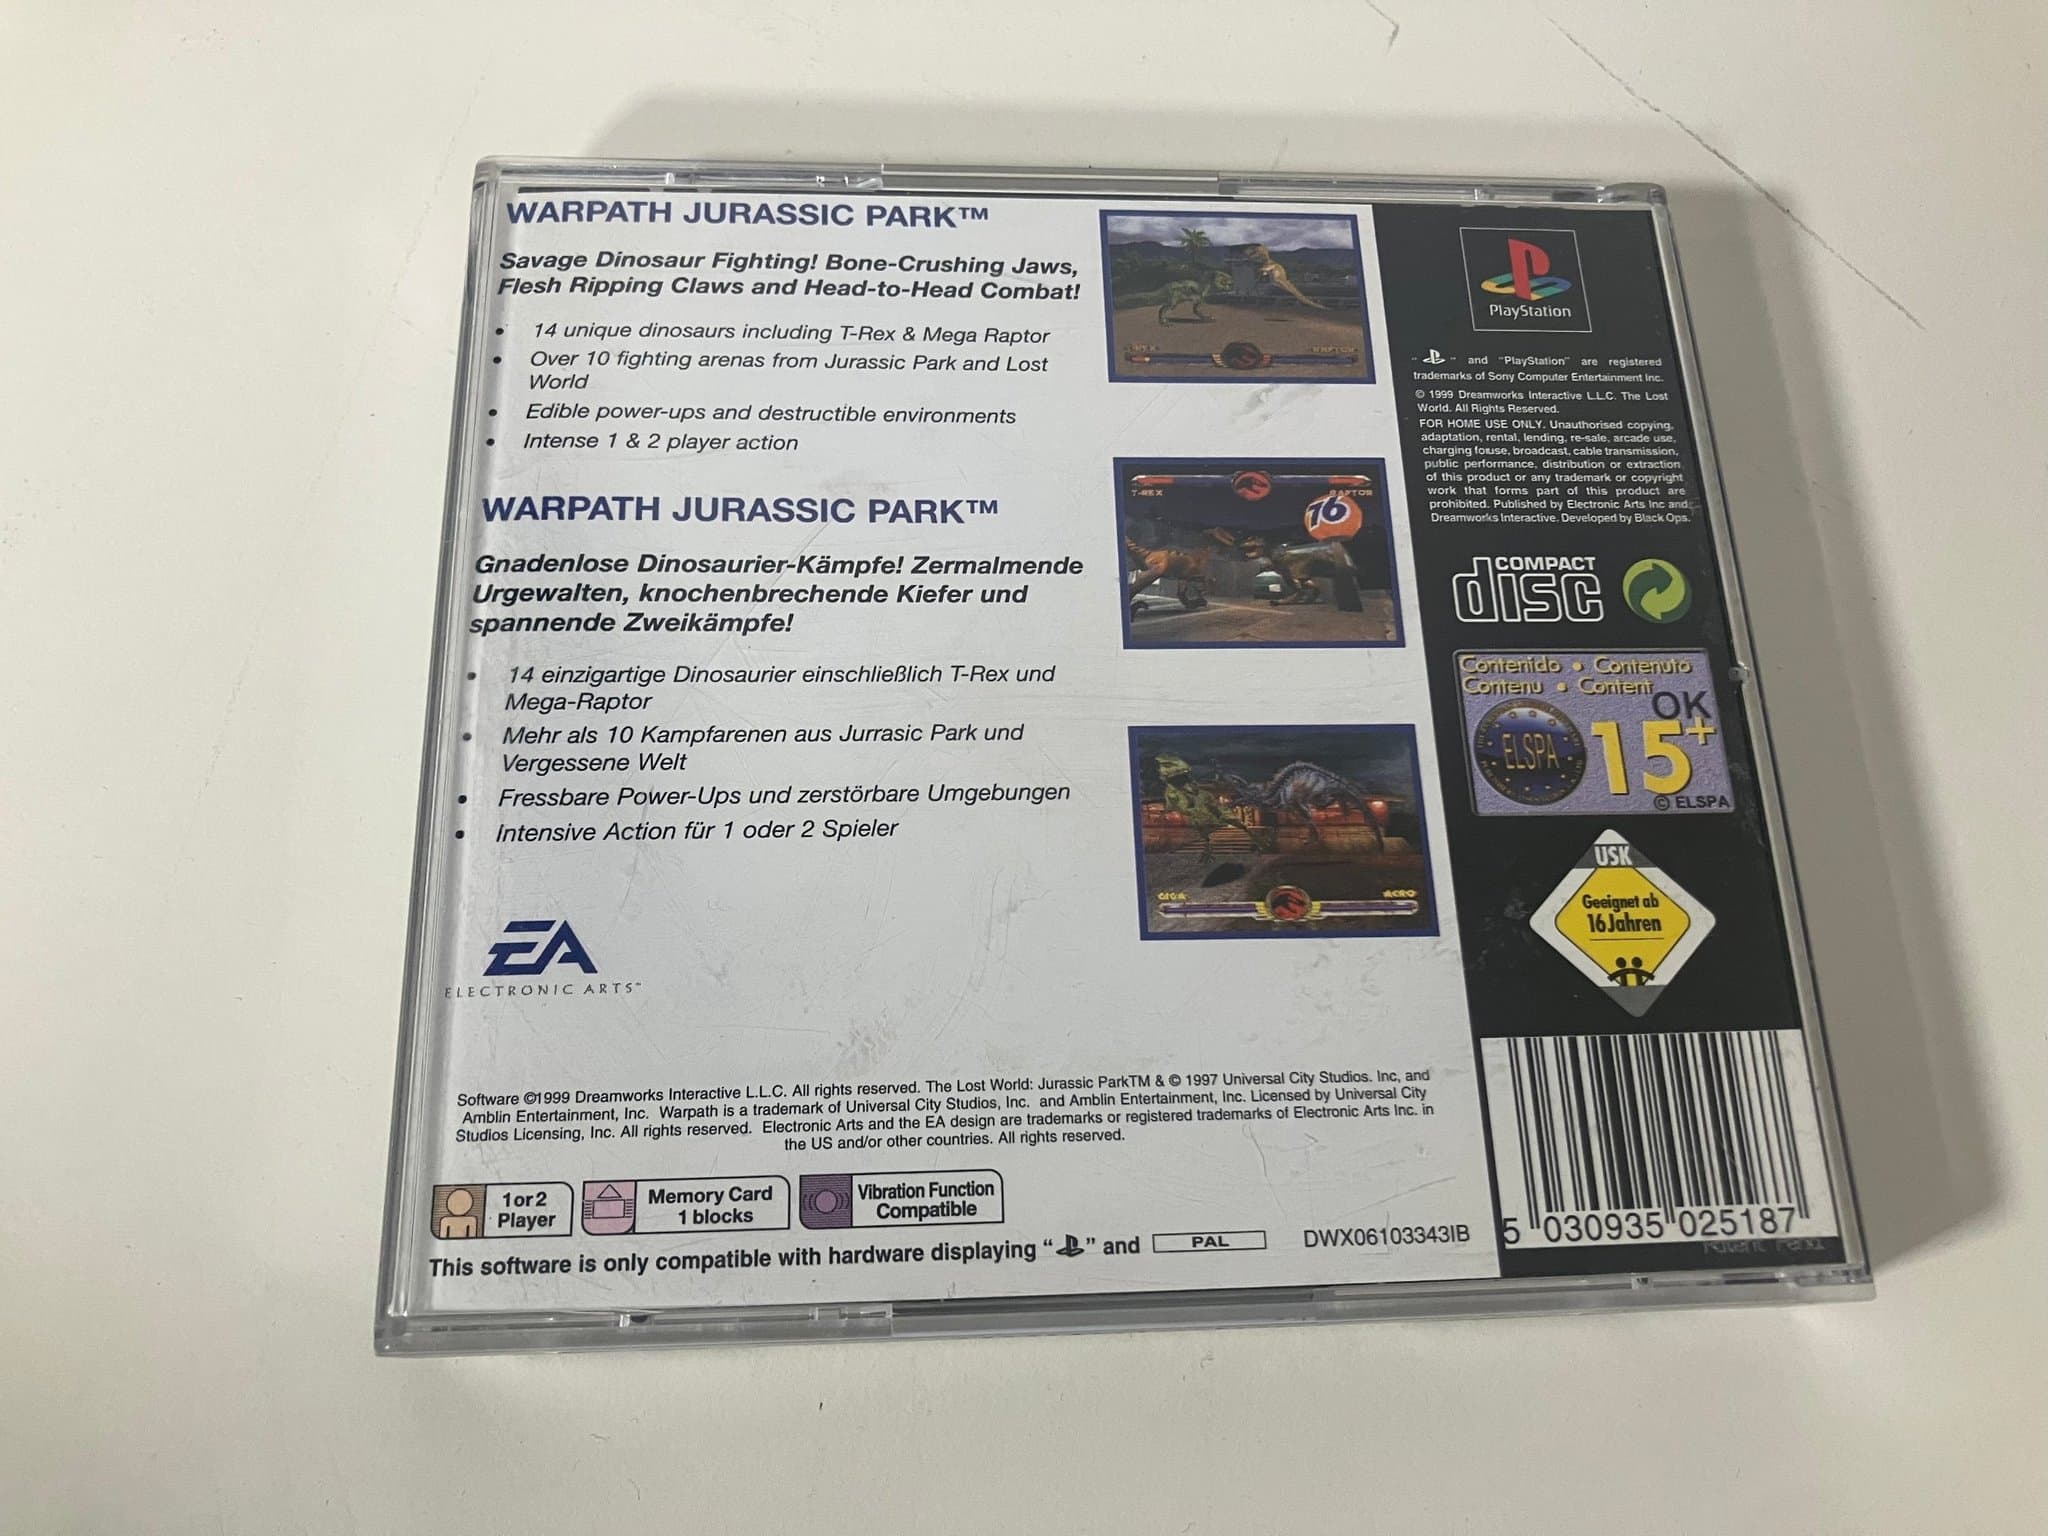 WARPATH JURASSIC PARK™
Savage Dinosaur Fighting! Bone-Crushing Jaws,
Flesh Ripping Claws and Head-to-Head Combat!
• 14 unique dinosaurs including T-Rex & Mega Raptor
• Over 10 fighting arenas from Jurassic Park and Lost
World
• Edible power-ups and destructible environments
• Intense 1 & 2 player action
WARPATH JURASSIC PARK™
Gnadenlose Dinosaurier-Kämpfe! Zermalmende
Urgewalten, knochenbrechende Kiefer und
spannende Zweikämpfe!
• 14 einzigartige Dinosaurier einschließlich T-Rex und
Mega-Raptor
• Mehr als 10 Kampfarenen aus Jurrasic Park und
Vergessene Welt
• Fressbare Power-Ups und zerstörbare Umgebungen
• Intensive Action für 1 oder 2 Spieler
EA
ELECTRONIC ARTS™
T-REX RAPTOR
T-REX RAPTOR
76
GIGA ACRO
PlayStation
" " and "PlayStation" are registered
trademarks of Sony Computer Entertainment Inc.
© 1999 Dreamworks Interactive L.L.C. The Lost
World. All Rights Reserved.
FOR HOME USE ONLY. Unauthorised copying,
adaptation, rental, lending, re-sale, arcade use,
charging fouse, broadcast, cable transmission,
public performance, distribution or extraction
of this product or any trademark or copyright
work that forms part of this product are
prohibited. Published by Electronic Arts Inc and
Dreamworks Interactive. Developed by Black Ops.
COMPACT
disc
Contenido • Contenuto
Contenu • Content
OK
ELSPA
15+
© ELSPA
USK
Geeignet ab
16 Jahren
Software ©1999 Dreamworks Interactive L.L.C. All rights reserved. The Lost World: Jurassic ParkTM & © 1997 Universal City Studios. Inc, and
Amblin Entertainment, Inc. Warpath is a trademark of Universal City Studios, Inc. and Amblin Entertainment, Inc. Licensed by Universal City
Studios Licensing, Inc. All rights reserved. Electronic Arts and the EA design are trademarks or registered trademarks of Electronic Arts Inc. in
the US and/or other countries. All rights reserved.
1 or 2
Player
Memory Card
1 blocks
Vibration Function
Compatible
This software is only compatible with hardware displaying " " and PAL
DWX06103343IB
5 030935 025187